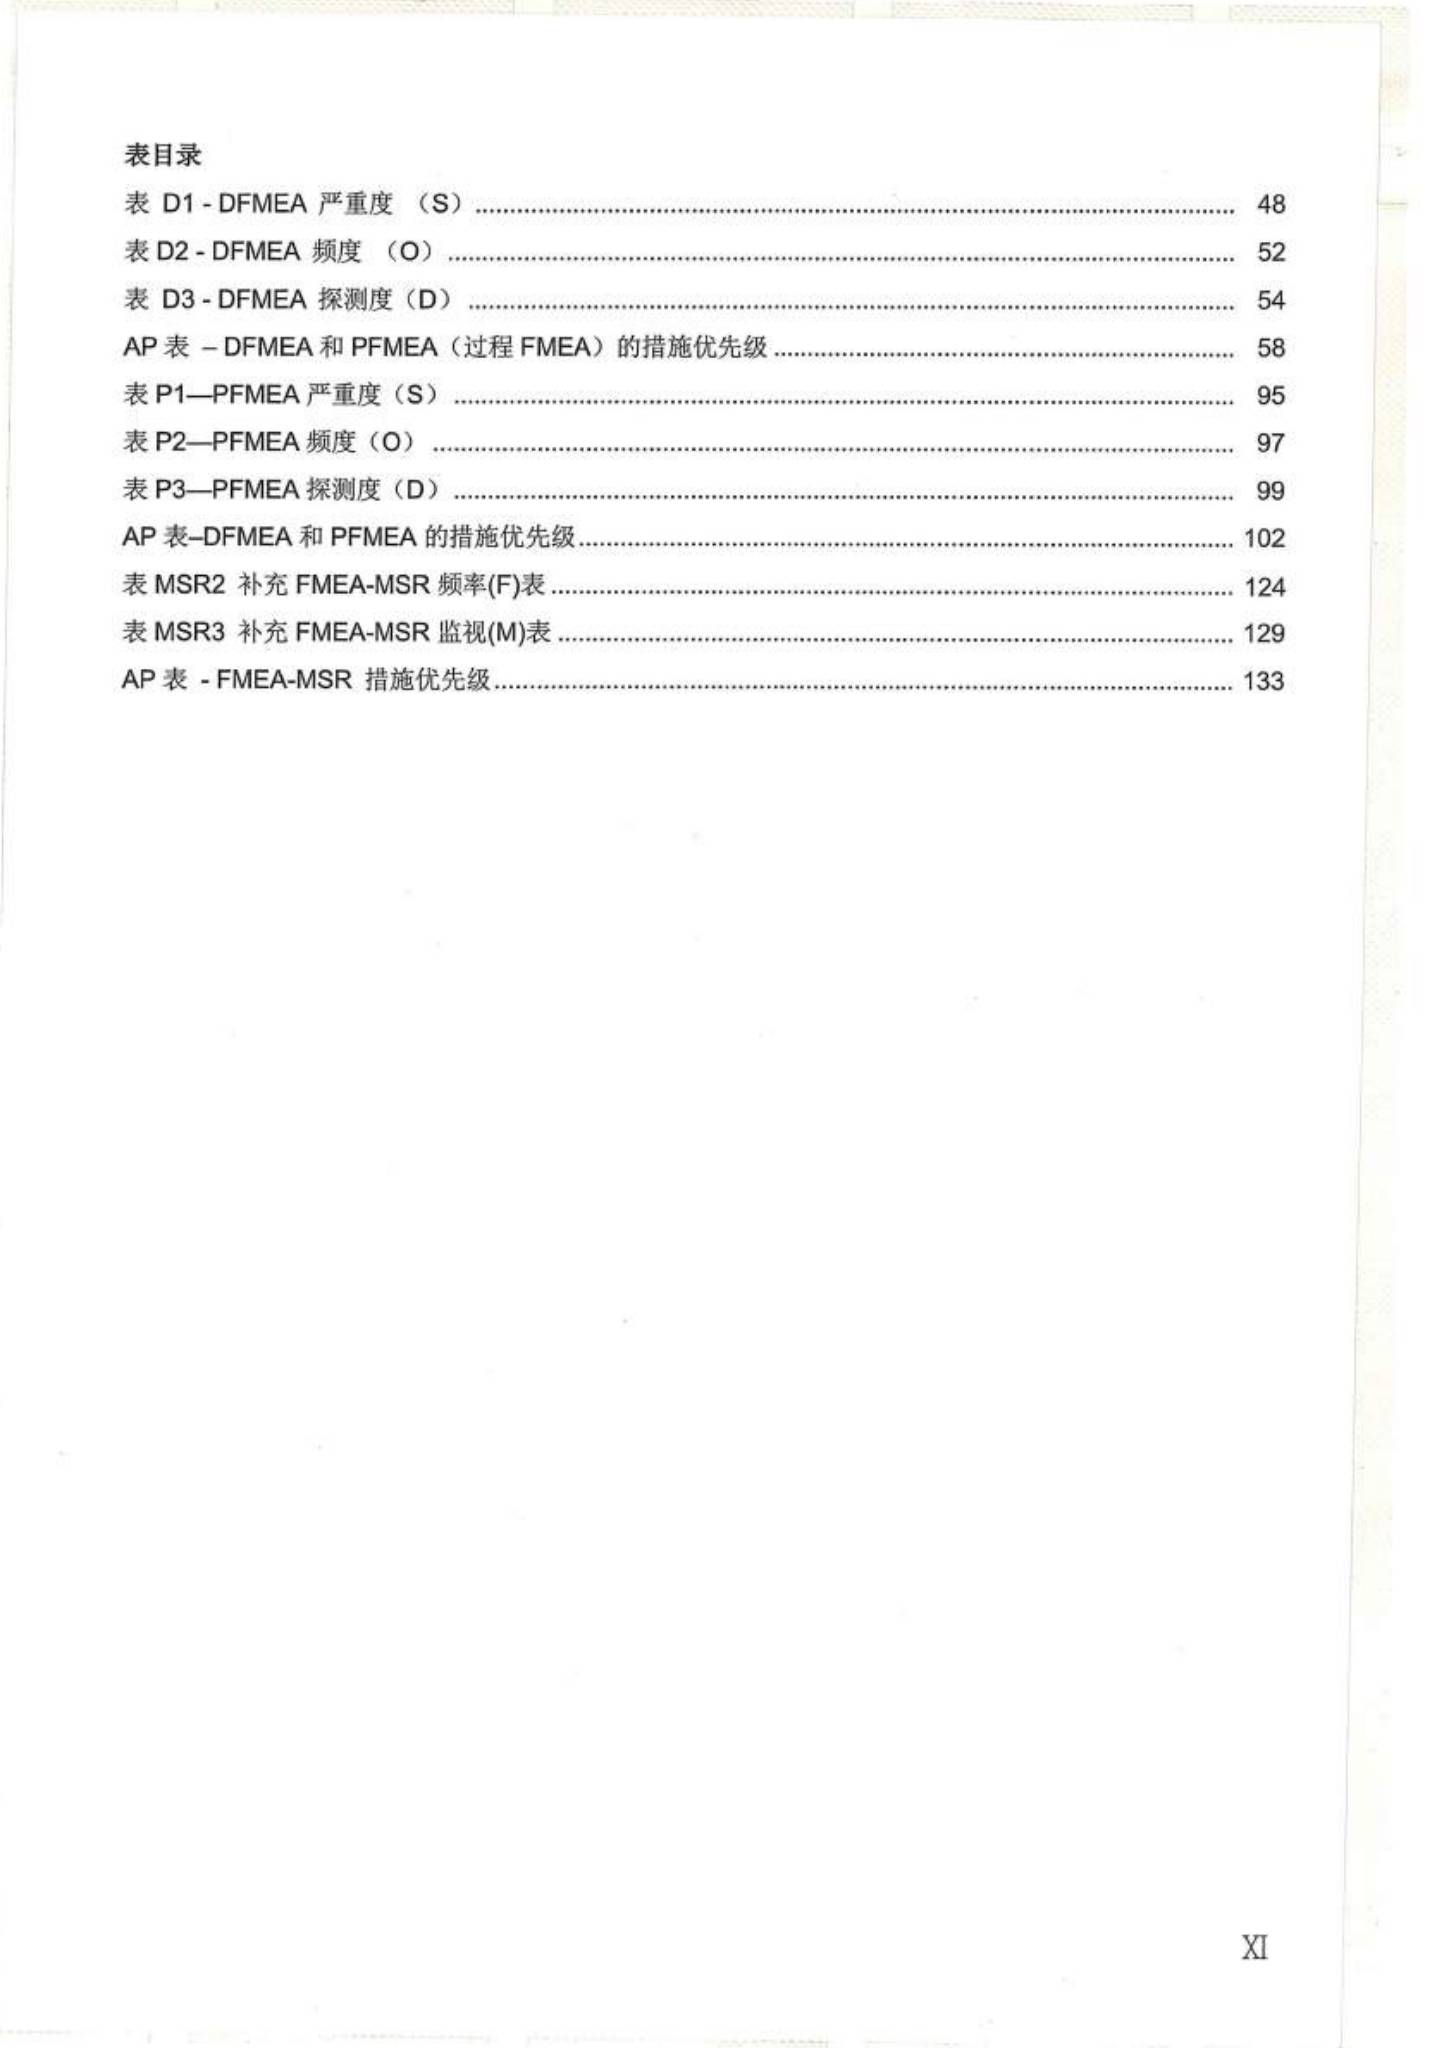 表目录
表 D1 - DFMEA 严重度 （S）........................ 48
表 D2 - DFMEA 频度 （O）........................ 52
表 D3 - DFMEA 探测度（D）........................ 54
AP 表 – DFMEA 和 PFMEA（过程 FMEA）的措施优先级........................ 58
表 P1—PFMEA 严重度（S）........................ 95
表 P2—PFMEA 频度（O）........................ 97
表 P3—PFMEA 探测度（D）........................ 99
AP 表–DFMEA 和 PFMEA 的措施优先级........................ 102
表 MSR2 补充 FMEA-MSR 频率(F)表........................ 124
表 MSR3 补充 FMEA-MSR 监视(M)表........................ 129
AP 表 - FMEA-MSR 措施优先级........................ 133
XI